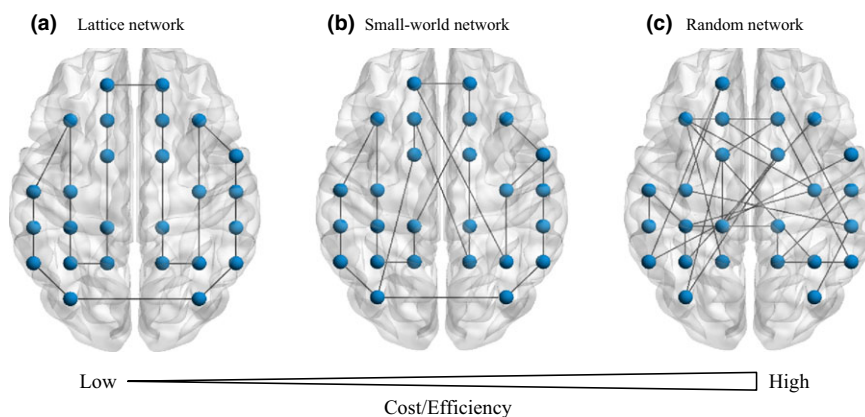 (a) Lattice network
(b) Small-world network
(c) Random network
Low
High
Cost/Efficiency